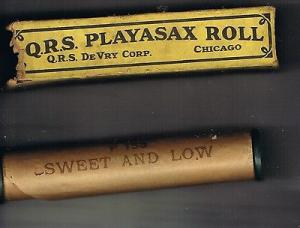 Q.R.S. PLAYASAX ROLL
Q.R.S. DEVRY CORP. CHICAGO
SWEET AND LOW